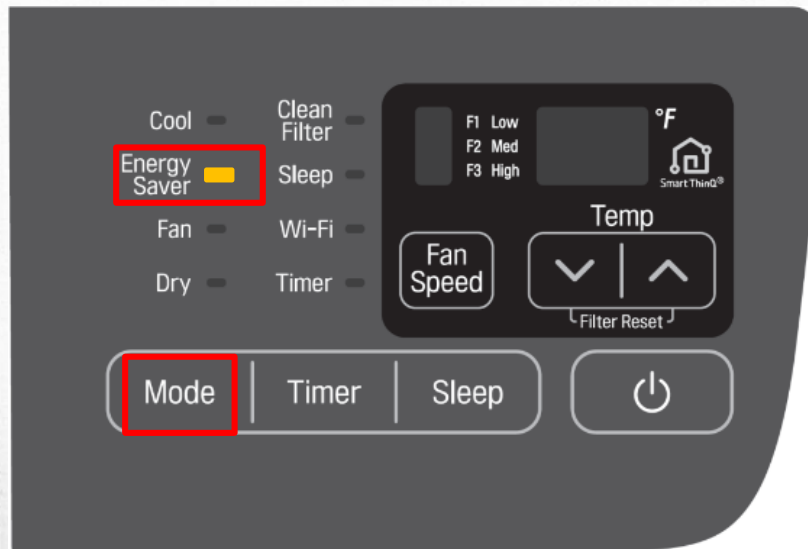 Cool
Clean
Filter
Energy
Saver
Sleep
Fan
Wi-Fi
Dry
Timer
F1 Low
F2 Med
F3 High
°F
Smart ThinQ®
Temp
Fan
Speed
Filter Reset
Mode
Timer
Sleep